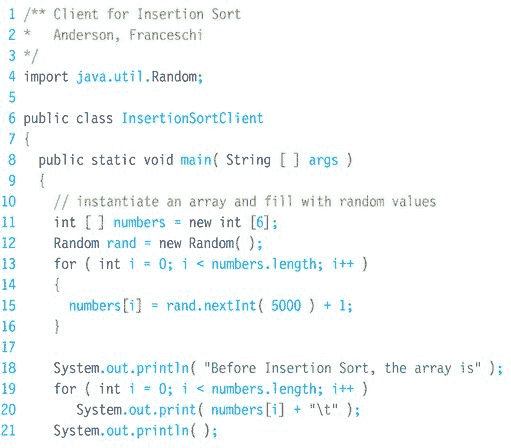 1 /** Client for Insertion Sort
2 *   Anderson, Franceschi
3 */
4 import java.util.Random;
5
6 public class InsertionSortClient
7 {
8   public static void main( String [ ] args )
9   {
10     // instantiate an array and fill with random values
11     int [ ] numbers = new int [6];
12     Random rand = new Random( );
13     for ( int i = 0; i < numbers.length; i++ )
14     {
15       numbers[i] = rand.nextInt( 5000 ) + 1;
16     }
17
18     System.out.println( "Before Insertion Sort, the array is" );
19     for ( int i = 0; i < numbers.length; i++ )
20        System.out.print( numbers[i] + "\t" );
21     System.out.println( );